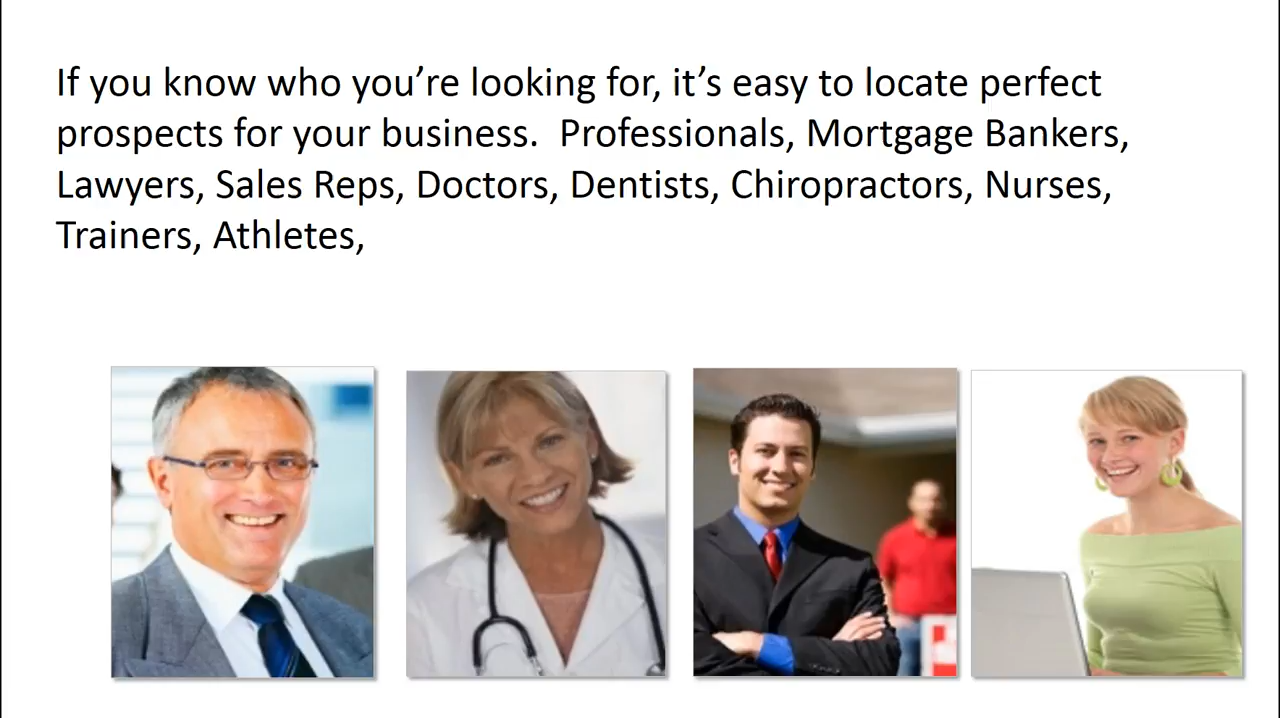 If you know who you’re looking for, it’s easy to locate perfect
prospects for your business.  Professionals, Mortgage Bankers,
Lawyers, Sales Reps, Doctors, Dentists, Chiropractors, Nurses,
Trainers, Athletes,